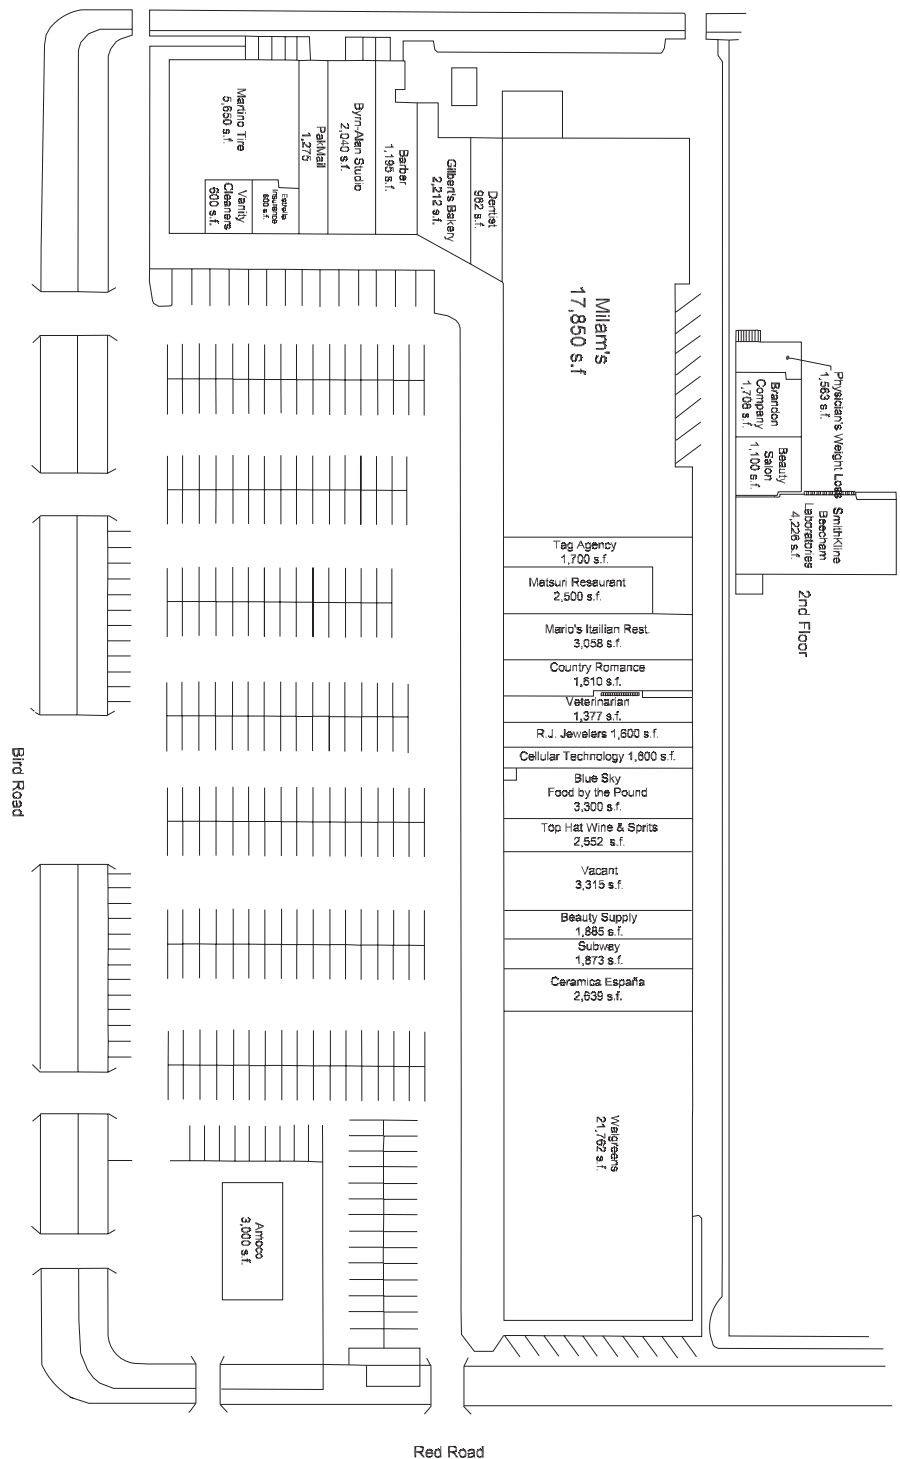 Martino Tire
5,650 s.f.
Vanity
Cleaners
600 s.f.
Estrella
Insurance
600 s.f.
PakMail
1,275
Byrn-Alan Studio
2,040 s.f.
Barber
1,195 s.f.
Gilbert's Bakery
2,212 s.f.
Dentist
962 s.f.
Milam's
17,850 s.f
Physician's Weight Loss
1,563 s.f.
Brandon
Company
1,708 s.f.
Beauty
Salon
1,100 s.f.
SmithKline
Beecham
Laboratories
4,226 s.f.
2nd Floor
Tag Agency
1,700 s.f.
Matsuri Resaurant
2,500 s.f.
Mario's Itailian Rest.
3,058 s.f.
Country Romance
1,610 s.f.
Veterinarian
1,377 s.f.
R.J. Jewelers 1,600 s.f.
Cellular Technology 1,600 s.f.
Blue Sky
Food by the Pound
3,300 s.f.
Top Hat Wine & Sprits
2,552 s.f.
Vacant
3,315 s.f.
Beauty Supply
1,885 s.f.
Subway
1,873 s.f.
Ceramica España
2,639 s.f.
Walgreens
21,762 s.f.
Amoco
3,000 s.f.
Bird Road
Red Road